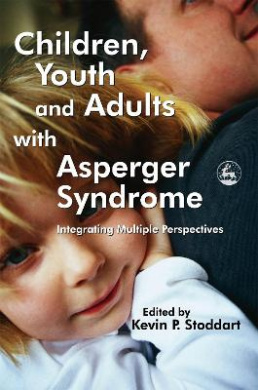 Children,
Youth
and Adults
with
Asperger
Syndrome
Integrating Multiple Perspectives
Edited by
Kevin P. Stoddart